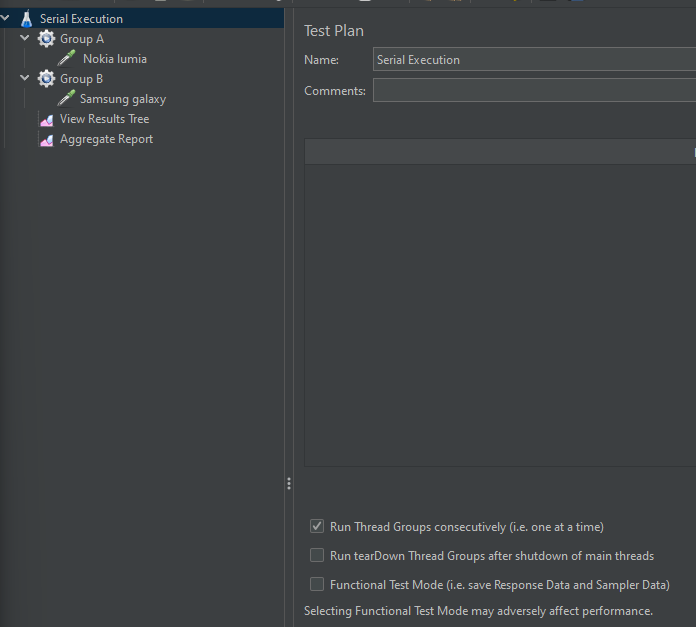 Serial Execution
Group A
Nokia lumia
Group B
Samsung galaxy
View Results Tree
Aggregate Report
Test Plan
Name: Serial Execution
Comments:
Run Thread Groups consecutively (i.e. one at a time)
Run tearDown Thread Groups after shutdown of main threads
Functional Test Mode (i.e. save Response Data and Sampler Data)
Selecting Functional Test Mode may adversely affect performance.